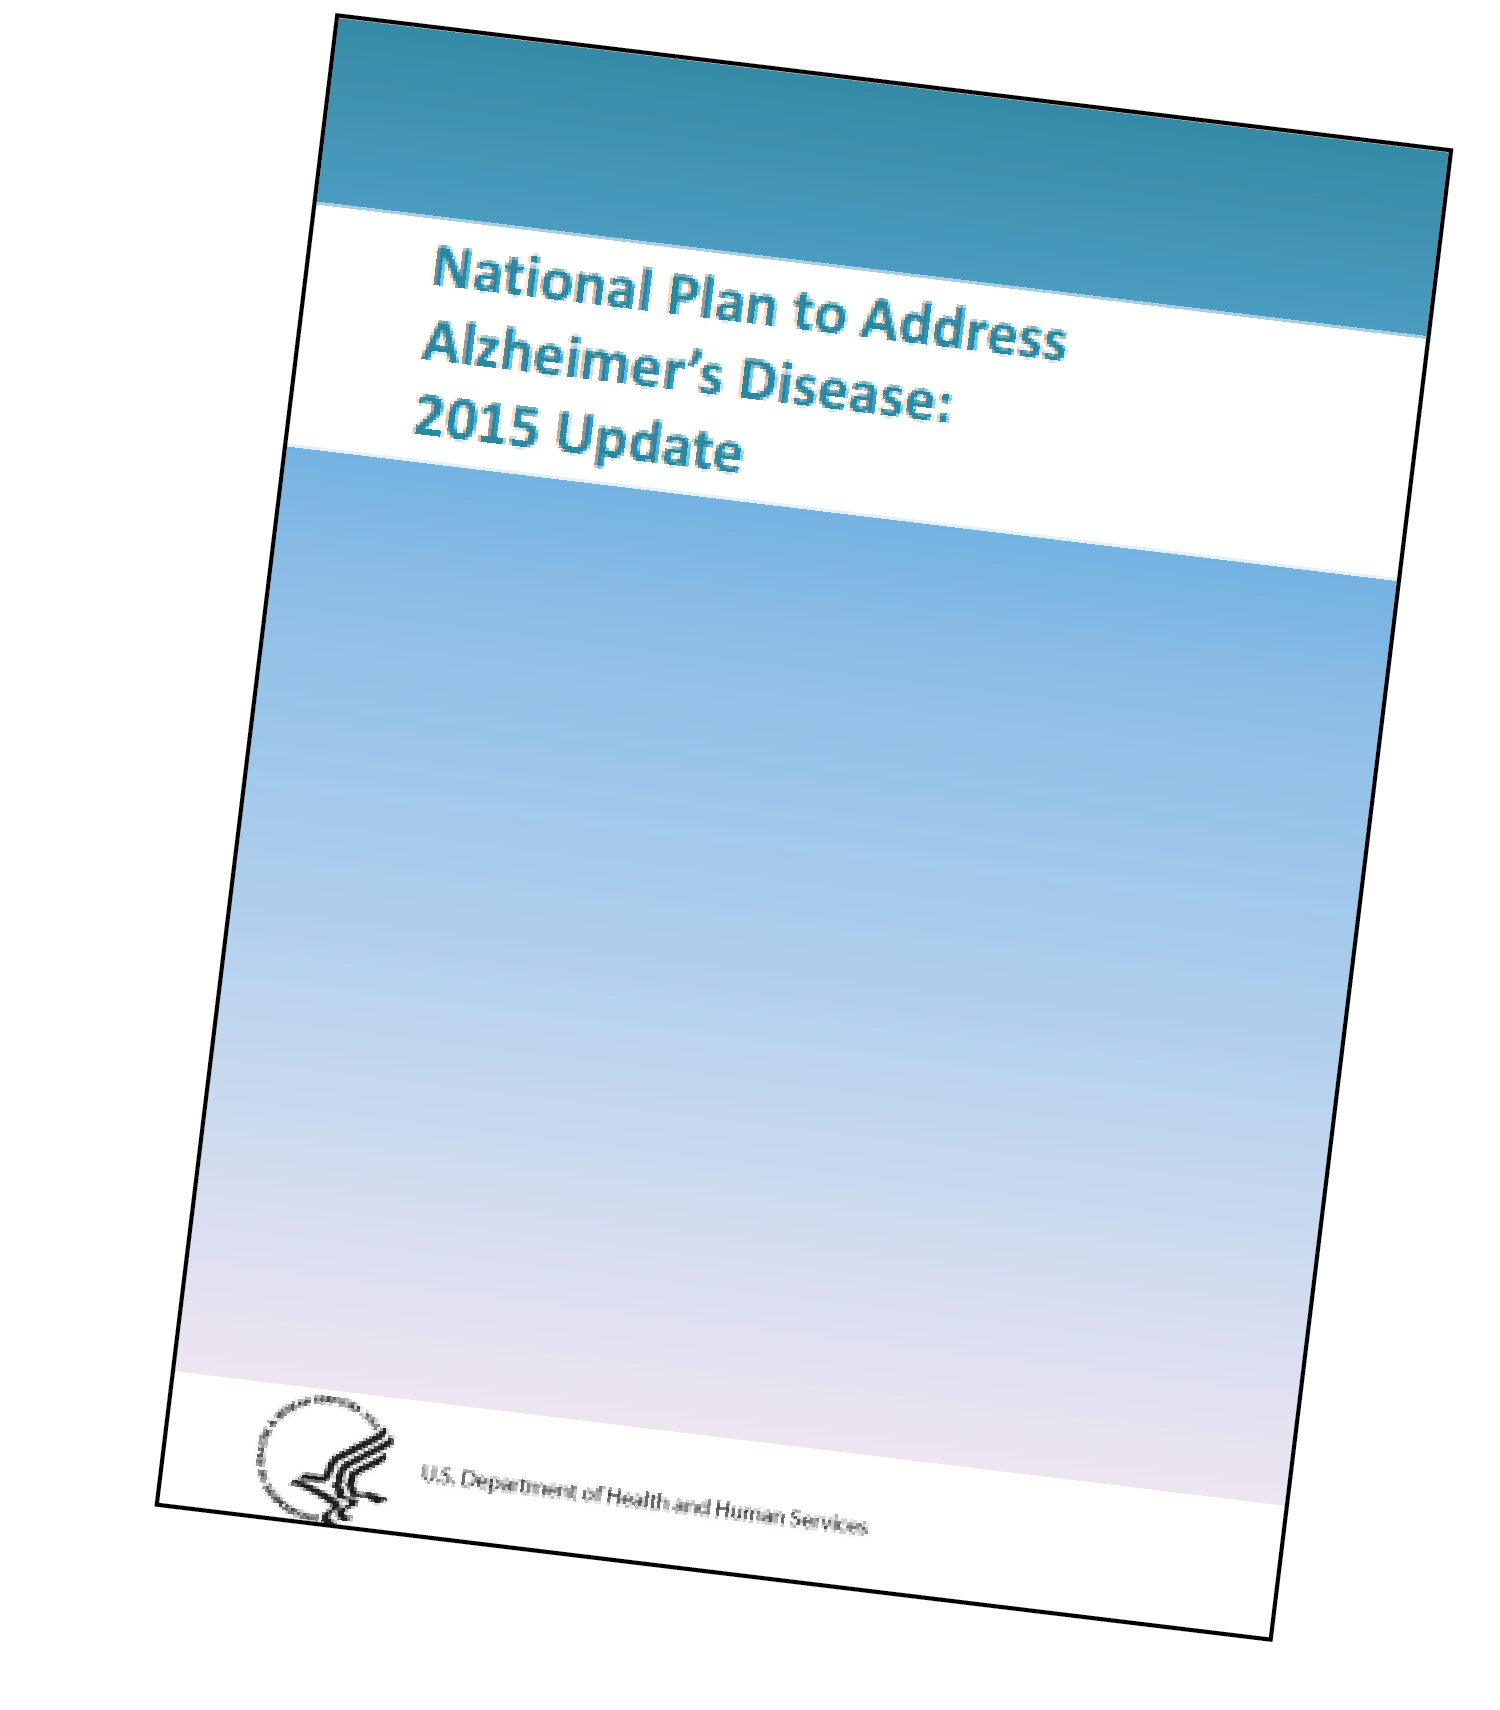 National Plan to Address
Alzheimer’s Disease:
2015 Update
U.S. Department of Health and Human Services